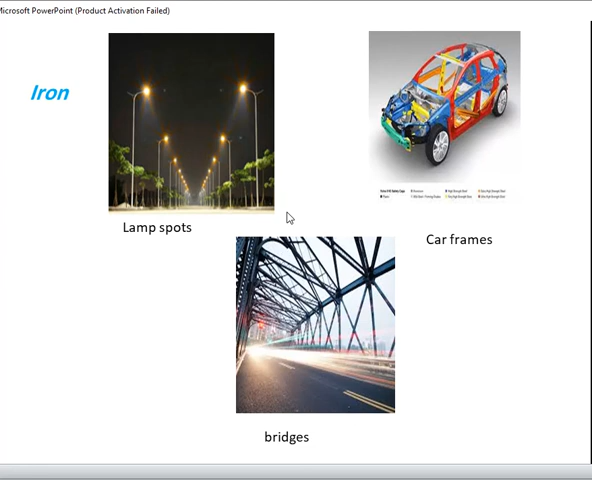 Microsoft PowerPoint (Product Activation Failed)
Iron
Lamp spots
Car frames
bridges